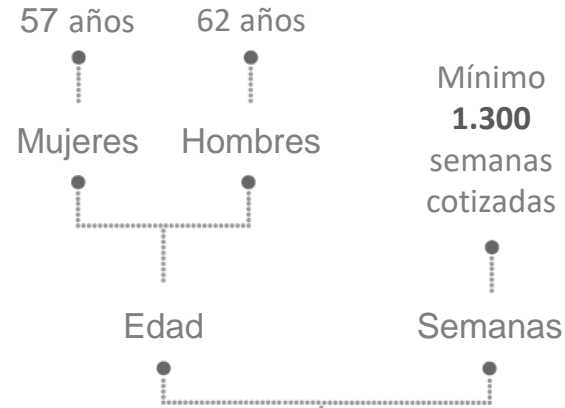 57 años
62 años
Mujeres
Hombres
Mínimo
1.300
semanas
cotizadas
Edad
Semanas